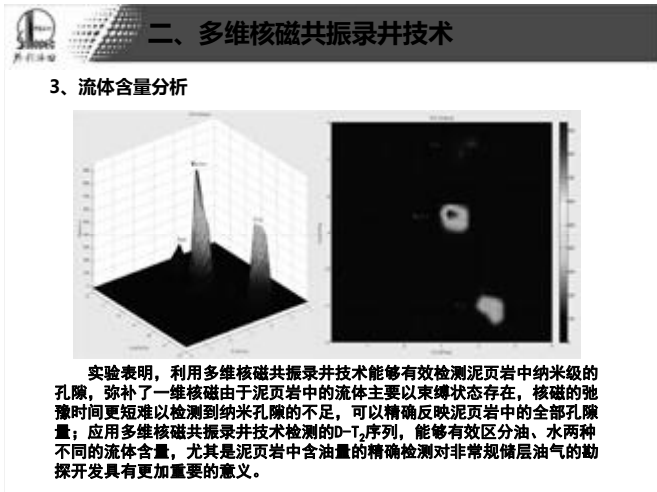 二、多维核磁共振录井技术
3、流体含量分析
实验表明，利用多维核磁共振录井技术能够有效检测泥页岩中纳米级的
孔隙，弥补了一维核磁由于泥页岩中的流体主要以束缚状态存在，核磁的弛
豫时间更短难以检测到纳米孔隙的不足，可以精确反映泥页岩中的全部孔隙
量；应用多维核磁共振录井技术检测的D-T₂序列，能够有效区分油、水两种
不同的流体含量，尤其是泥页岩中含油量的精确检测对非常规储层油气的勘
探开发具有更加重要的意义。